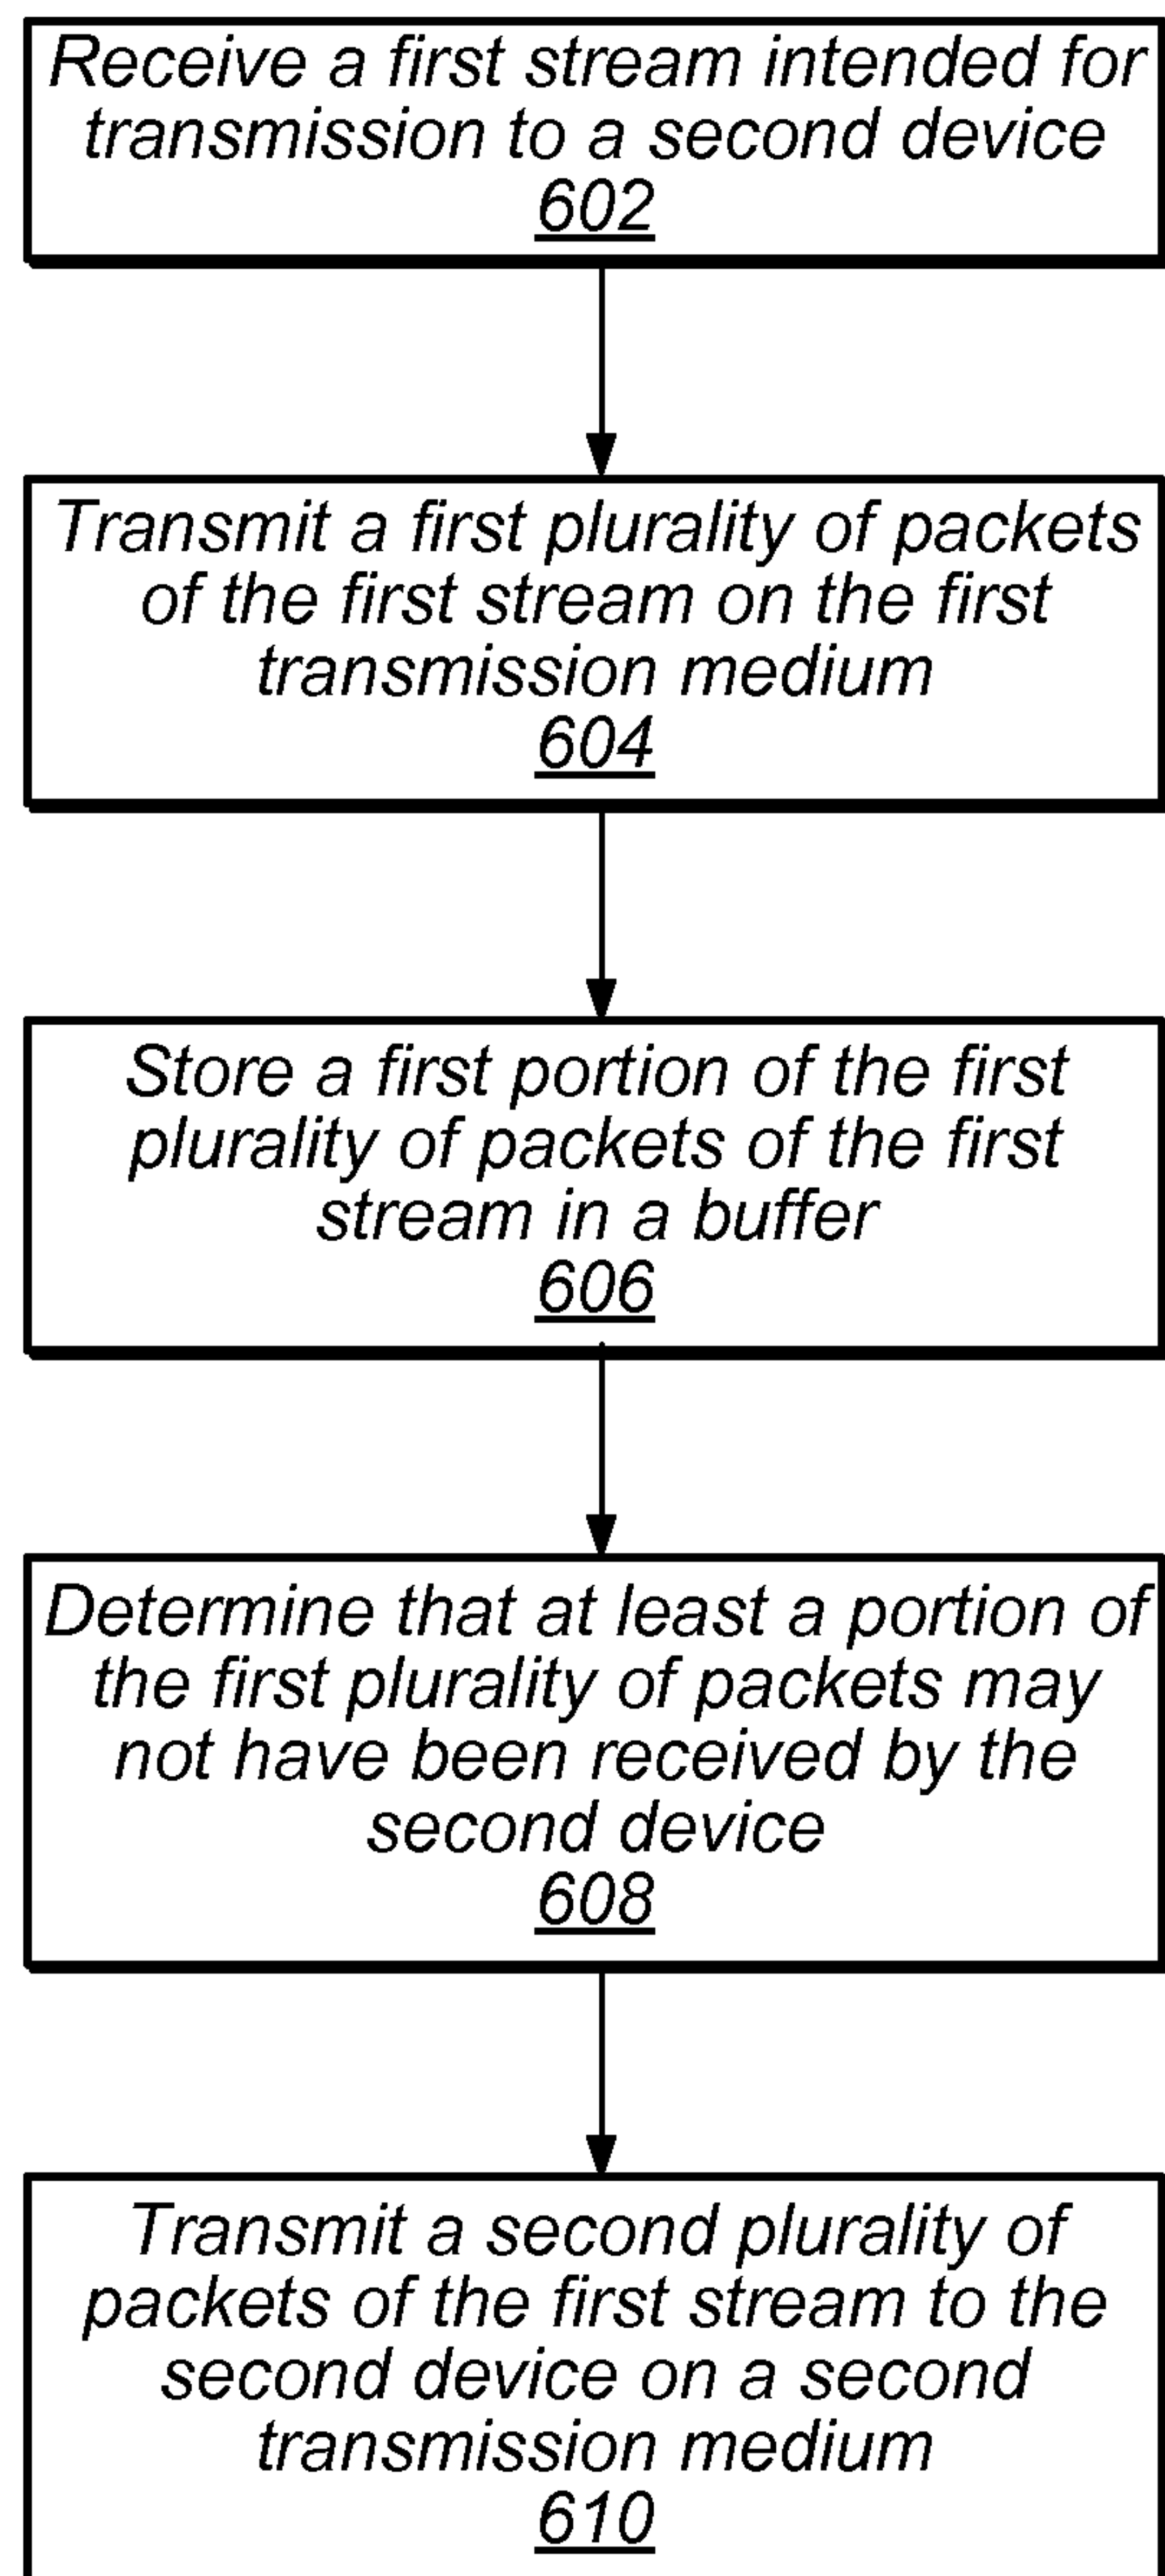 Receive a first stream intended for
transmission to a second device
602
Transmit a first plurality of packets
of the first stream on the first
transmission medium
604
Store a first portion of the first
plurality of packets of the first
stream in a buffer
606
Determine that at least a portion of
the first plurality of packets may
not have been received by the
second device
608
Transmit a second plurality of
packets of the first stream to the
second device on a second
transmission medium
610